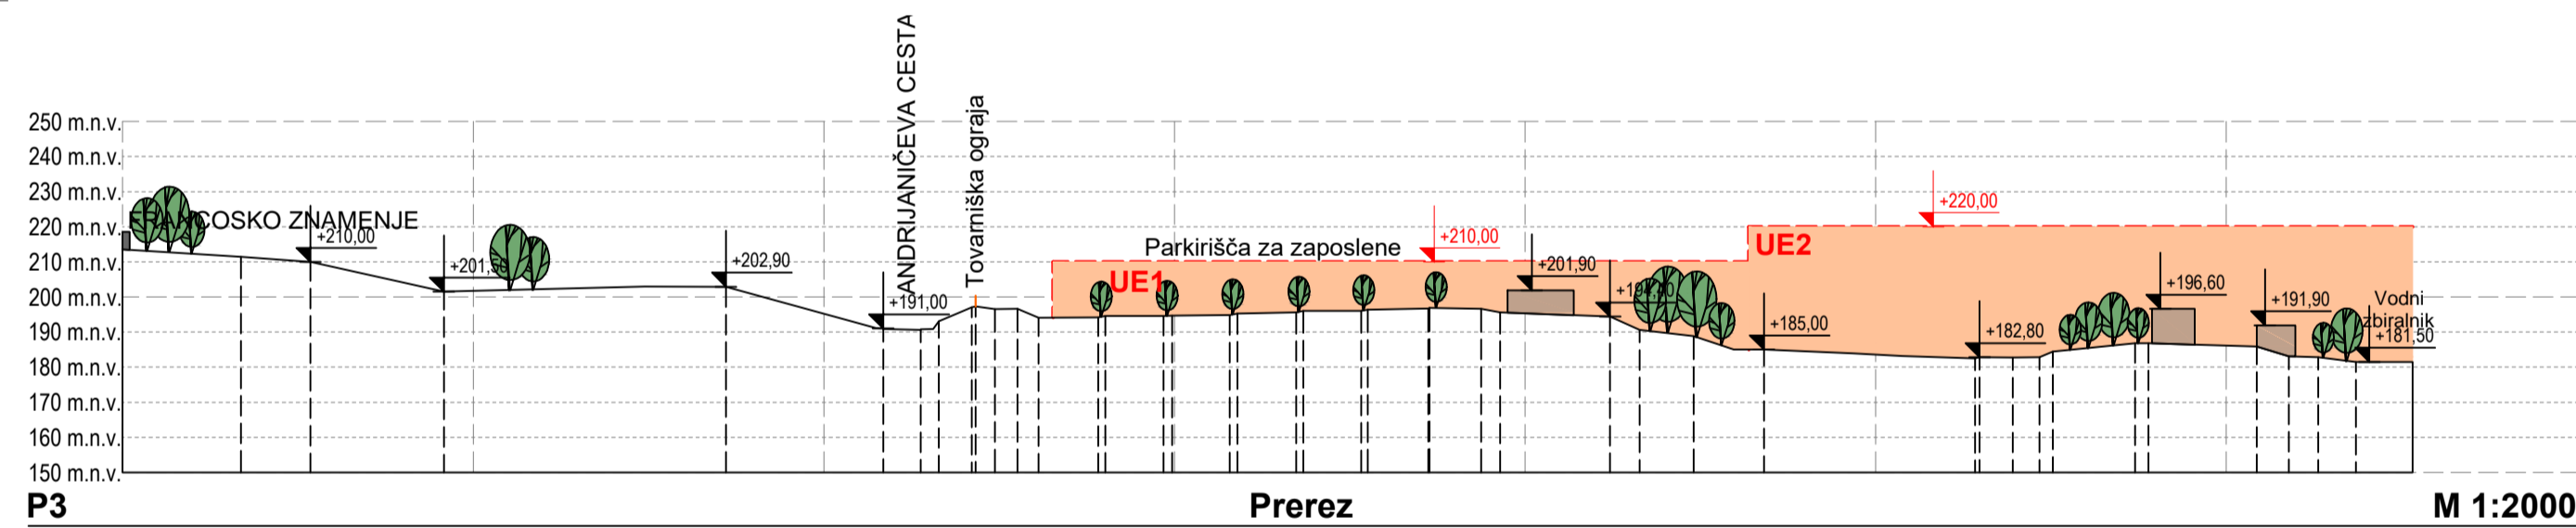 ANDRIJANIČEVA CESTA
Tovarniška ograja
250 m.n.v.
240 m.n.v.
230 m.n.v.
220 m.n.v.
210 m.n.v.
200 m.n.v.
190 m.n.v.
180 m.n.v.
170 m.n.v.
160 m.n.v.
150 m.n.v.
FRANCOSKO ZNAMENJE
+210,00
+201,50
+202,90
+191,00
Parkirišča za zaposlene
+210,00
UE1
+201,90
UE2
+220,00
+185,00
+182,80
+196,60
+191,90
Vodni
zbiralnik
+181,50
P3
Prerez
M 1:2000